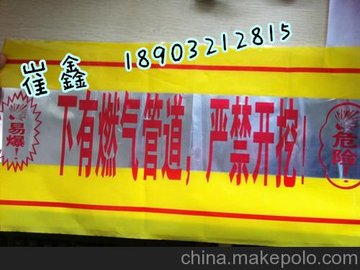 崔鑫 18903212815
易爆! 下有燃气管道,严禁开挖! 危险
china.makepolo.com